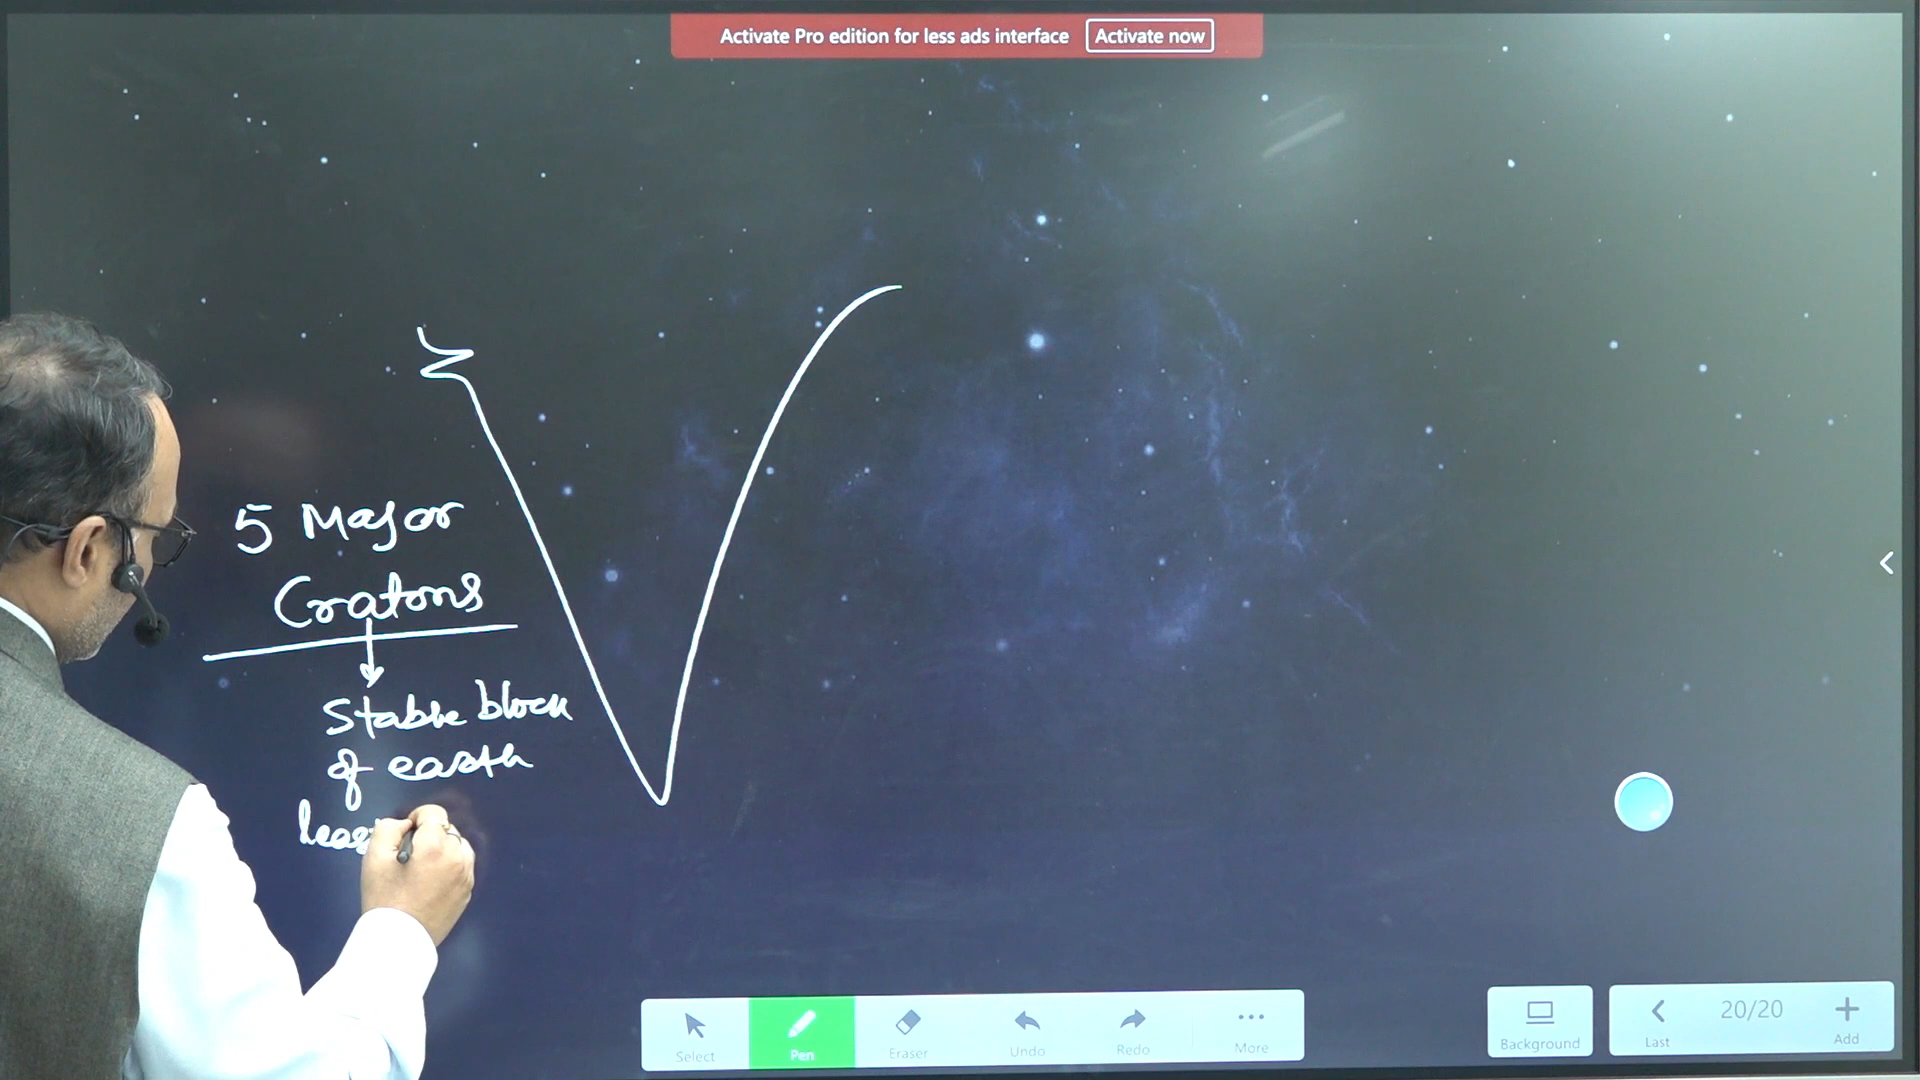 Activate Pro edition for less ads interface Activate now
5 Major
Cratons
Stable block
of earth
leas
Select Pen Eraser Undo Redo More
Background
Last 20/20 Add